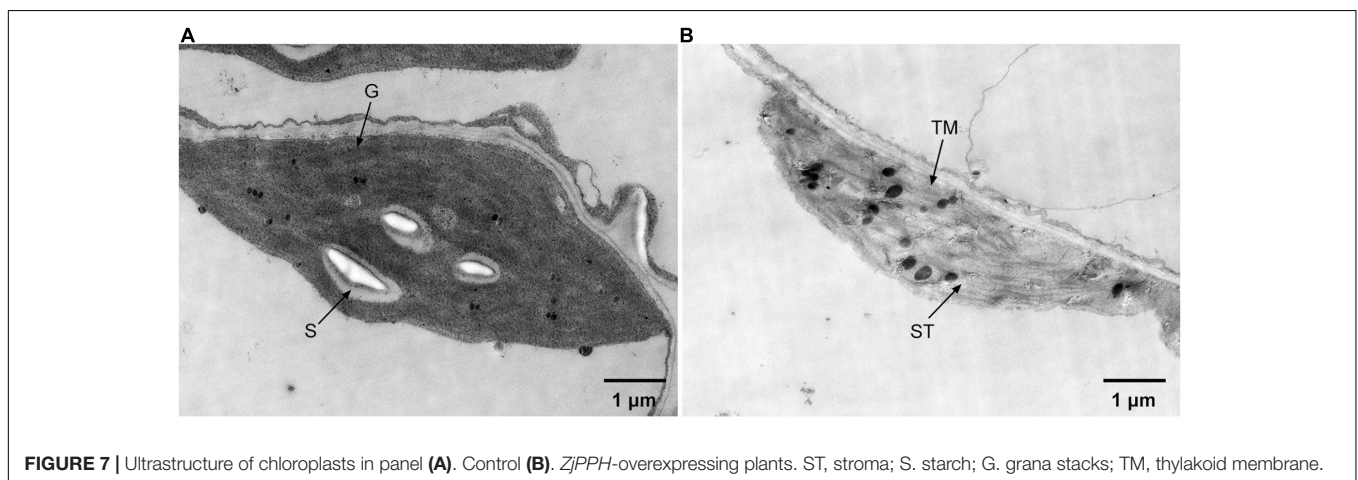 A
B
G
TM
S
ST
1 μm
1 μm
FIGURE 7 | Ultrastructure of chloroplasts in panel (A). Control (B). ZjPPH-overexpressing plants. ST, stroma; S. starch; G. grana stacks; TM, thylakoid membrane.